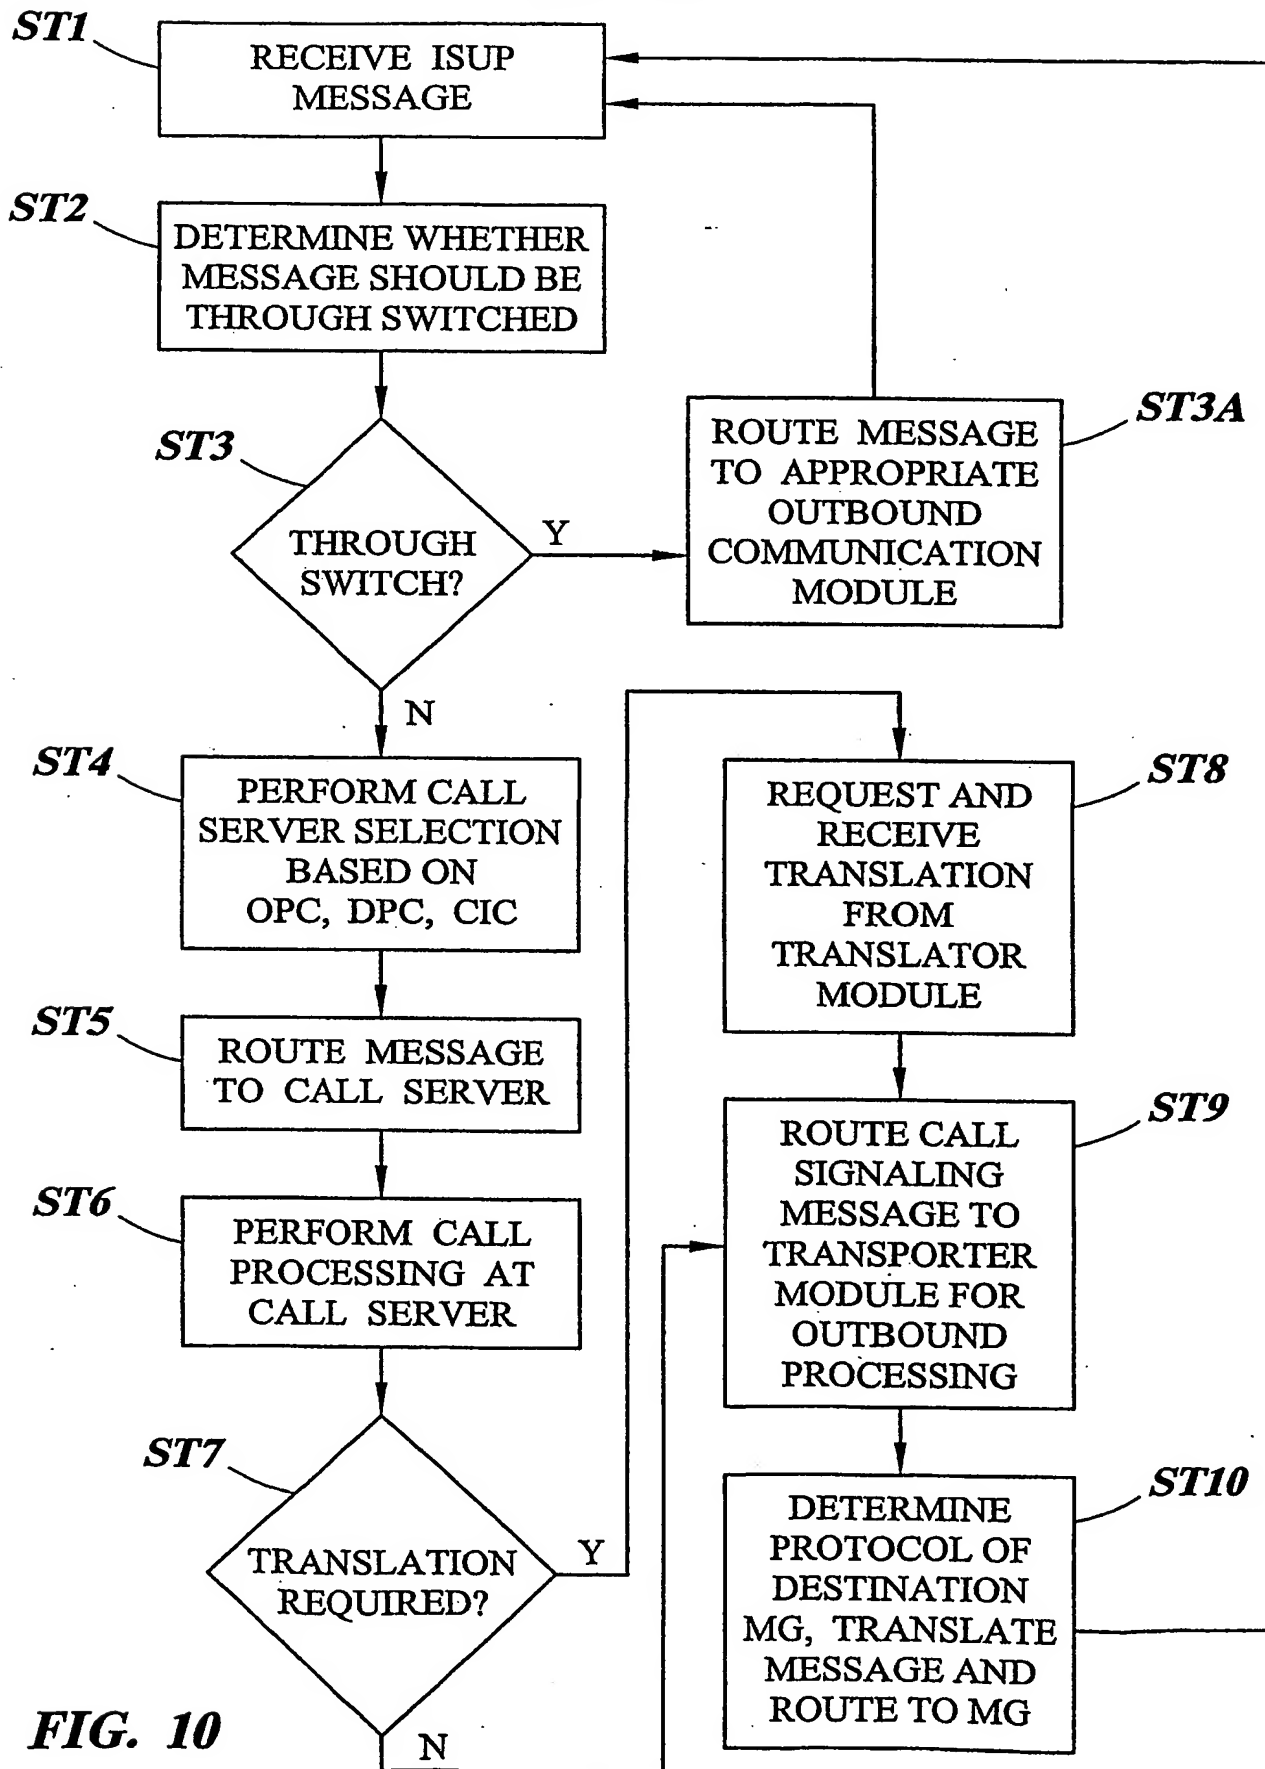 ST1
RECEIVE ISUP
MESSAGE
ST2
DETERMINE WHETHER
MESSAGE SHOULD BE
THROUGH SWITCHED
ST3
THROUGH
SWITCH?
Y
N
ST3A
ROUTE MESSAGE
TO APPROPRIATE
OUTBOUND
COMMUNICATION
MODULE
ST4
PERFORM CALL
SERVER SELECTION
BASED ON
OPC, DPC, CIC
ST5
ROUTE MESSAGE
TO CALL SERVER
ST6
PERFORM CALL
PROCESSING AT
CALL SERVER
ST7
TRANSLATION
REQUIRED?
Y
N
ST8
REQUEST AND
RECEIVE
TRANSLATION
FROM
TRANSLATOR
MODULE
ST9
ROUTE CALL
SIGNALING
MESSAGE TO
TRANSPORTER
MODULE FOR
OUTBOUND
PROCESSING
ST10
DETERMINE
PROTOCOL OF
DESTINATION
MG, TRANSLATE
MESSAGE AND
ROUTE TO MG
FIG. 10